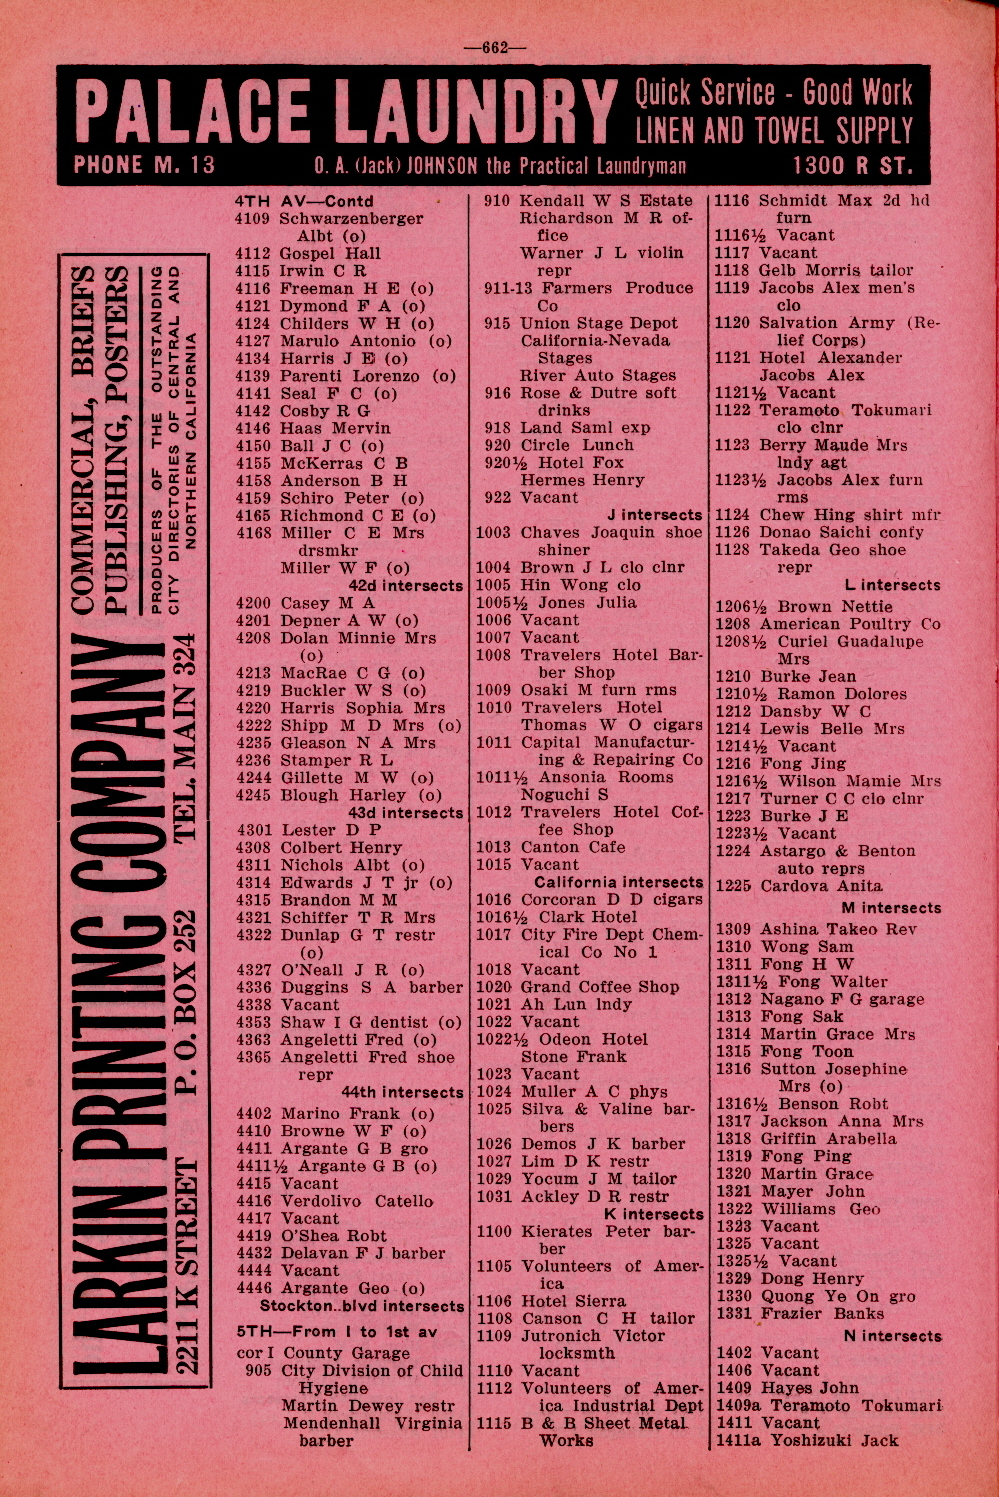 —662—
PALACE LAUNDRY
Quick Service - Good Work
LINEN AND TOWEL SUPPLY
PHONE M. 13 O. A. (Jack) JOHNSON the Practical Laundryman 1300 R ST.
LARKIN PRINTING COMPANY
COMMERCIAL, BRIEFS
PUBLISHING, POSTERS
PRODUCERS OF THE OUTSTANDING
CITY DIRECTORIES OF CENTRAL AND
NORTHERN CALIFORNIA
2211 K STREET P. O. BOX 252 TEL. MAIN 324
4TH AV—Contd
4109 Schwarzenberger
Albt (o)
4112 Gospel Hall
4115 Irwin C R
4116 Freeman H E (o)
4121 Dymond F A (o)
4124 Childers W H (o)
4127 Marulo Antonio (o)
4134 Harris J E (o)
4139 Parenti Lorenzo (o)
4141 Seal F C (o)
4142 Cosby R G
4146 Haas Mervin
4150 Ball J C (o)
4155 McKerras C B
4158 Anderson B H
4159 Schiro Peter (o)
4165 Richmond C E (o)
4168 Miller C E Mrs
drsmkr
Miller W F (o)
42d intersects
4200 Casey M A
4201 Depner A W (o)
4208 Dolan Minnie Mrs
(o)
4213 MacRae C G (o)
4219 Buckler W S (o)
4220 Harris Sophia Mrs
4222 Shipp M D Mrs (o)
4235 Gleason N A Mrs
4236 Stamper R L
4244 Gillette M W (o)
4245 Blough Harley (o)
43d intersects
4301 Lester D P
4308 Colbert Henry
4311 Nichols Albt (o)
4314 Edwards J T jr (o)
4315 Brandon M M
4321 Schiffer T R Mrs
4322 Dunlap G T restr
(o)
4327 O'Neall J R (o)
4336 Duggins S A barber
4338 Vacant
4353 Shaw I G dentist (o)
4363 Angeletti Fred (o)
4365 Angeletti Fred shoe
repr
44th intersects
4402 Marino Frank (o)
4410 Browne W F (o)
4411 Argante G B gro
4411½ Argante G B (o)
4415 Vacant
4416 Verdolivo Catello
4417 Vacant
4419 O'Shea Robt
4432 Delavan F J barber
4444 Vacant
4446 Argante Geo (o)
Stockton..blvd intersects
5TH—From I to 1st av
cor I County Garage
905 City Division of Child
Hygiene
Martin Dewey restr
Mendenhall Virginia
barber
910 Kendall W S Estate
Richardson M R of-
fice
Warner J L violin
repr
911-13 Farmers Produce
Co
915 Union Stage Depot
California-Nevada
Stages
River Auto Stages
916 Rose & Dutre soft
drinks
918 Land Saml exp
920 Circle Lunch
920½ Hotel Fox
Hermes Henry
922 Vacant
J intersects
1003 Chaves Joaquin shoe
shiner
1004 Brown J L clo clnr
1005 Hin Wong clo
1005½ Jones Julia
1006 Vacant
1007 Vacant
1008 Travelers Hotel Bar-
ber Shop
1009 Osaki M furn rms
1010 Travelers Hotel
Thomas W O cigars
1011 Capital Manufactur-
ing & Repairing Co
1011½ Ansonia Rooms
Noguchi S
1012 Travelers Hotel Cof-
fee Shop
1013 Canton Cafe
1015 Vacant
California intersects
1016 Corcoran D D cigars
1016½ Clark Hotel
1017 City Fire Dept Chem-
ical Co No 1
1018 Vacant
1020 Grand Coffee Shop
1021 Ah Lun lndy
1022 Vacant
1022½ Odeon Hotel
Stone Frank
1023 Vacant
1024 Muller A C phys
1025 Silva & Valine bar-
bers
1026 Demos J K barber
1027 Lim D K restr
1029 Yocum J M tailor
1031 Ackley D R restr
K intersects
1100 Kierates Peter bar-
ber
1105 Volunteers of Amer-
ica
1106 Hotel Sierra
1108 Canson C H tailor
1109 Jutronich Victor
locksmth
1110 Vacant
1112 Volunteers of Amer-
ica Industrial Dept
1115 B & B Sheet Metal
Works
1116 Schmidt Max 2d hd
furn
1116½ Vacant
1117 Vacant
1118 Gelb Morris tailor
1119 Jacobs Alex men's
clo
1120 Salvation Army (Re-
lief Corps)
1121 Hotel Alexander
Jacobs Alex
1121½ Vacant
1122 Teramoto Tokumari
clo clnr
1123 Berry Maude Mrs
lndy agt
1123½ Jacobs Alex furn
rms
1124 Chew Hing shirt mfr
1126 Donao Saichi confy
1128 Takeda Geo shoe
repr
L intersects
1206½ Brown Nettie
1208 American Poultry Co
1208½ Curiel Guadalupe
Mrs
1210 Burke Jean
1210½ Ramon Dolores
1212 Dansby W C
1214 Lewis Belle Mrs
1214½ Vacant
1216 Fong Jing
1216½ Wilson Mamie Mrs
1217 Turner C C clo clnr
1223 Burke J E
1223½ Vacant
1224 Astargo & Benton
auto reprs
1225 Cardova Anita
M intersects
1309 Ashina Takeo Rev
1310 Wong Sam
1311 Fong H W
1311½ Fong Walter
1312 Nagano F G garage
1313 Fong Sak
1314 Martin Grace Mrs
1315 Fong Toon
1316 Sutton Josephine
Mrs (o)
1316½ Benson Robt
1317 Jackson Anna Mrs
1318 Griffin Arabella
1319 Fong Ping
1320 Martin Grace
1321 Mayer John
1322 Williams Geo
1323 Vacant
1325 Vacant
1325½ Vacant
1329 Dong Henry
1330 Quong Ye On gro
1331 Frazier Banks
N intersects
1402 Vacant
1406 Vacant
1409 Hayes John
1409a Teramoto Tokumari
1411 Vacant
1411a Yoshizuki Jack